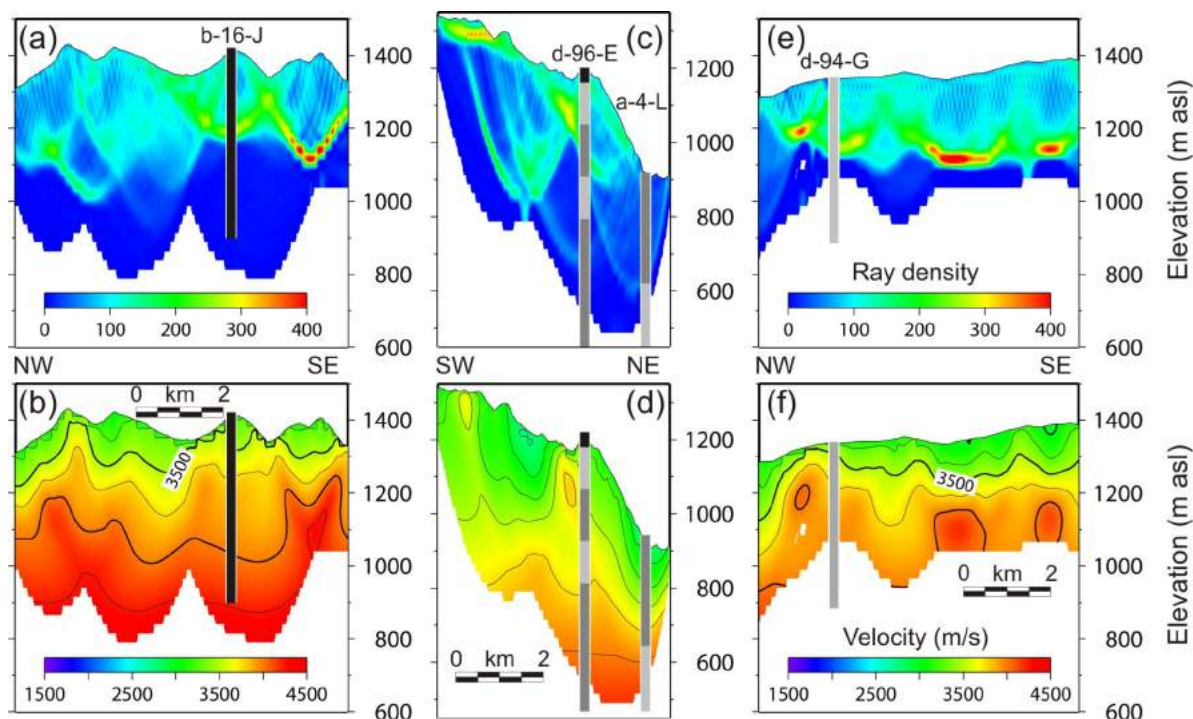 (a)
b-16-J
1400
1200
1000
800
600
0 100 200 300 400
NW SE
(c)
d-96-E
a-4-L
1200
1000
800
600
SW NE
(e)
d-94-G
Ray density
0 100 200 300 400
1400
1200
1000
800
600
Elevation (m asl)
NW SE
(b)
0 km 2
3500
1400
1200
1000
800
600
1500 2500 3500 4500
(d)
1200
1000
800
600
0 km 2
(f)
3500
0 km 2
Velocity (m/s)
1500 2500 3500 4500
1400
1200
1000
800
600
Elevation (m asl)